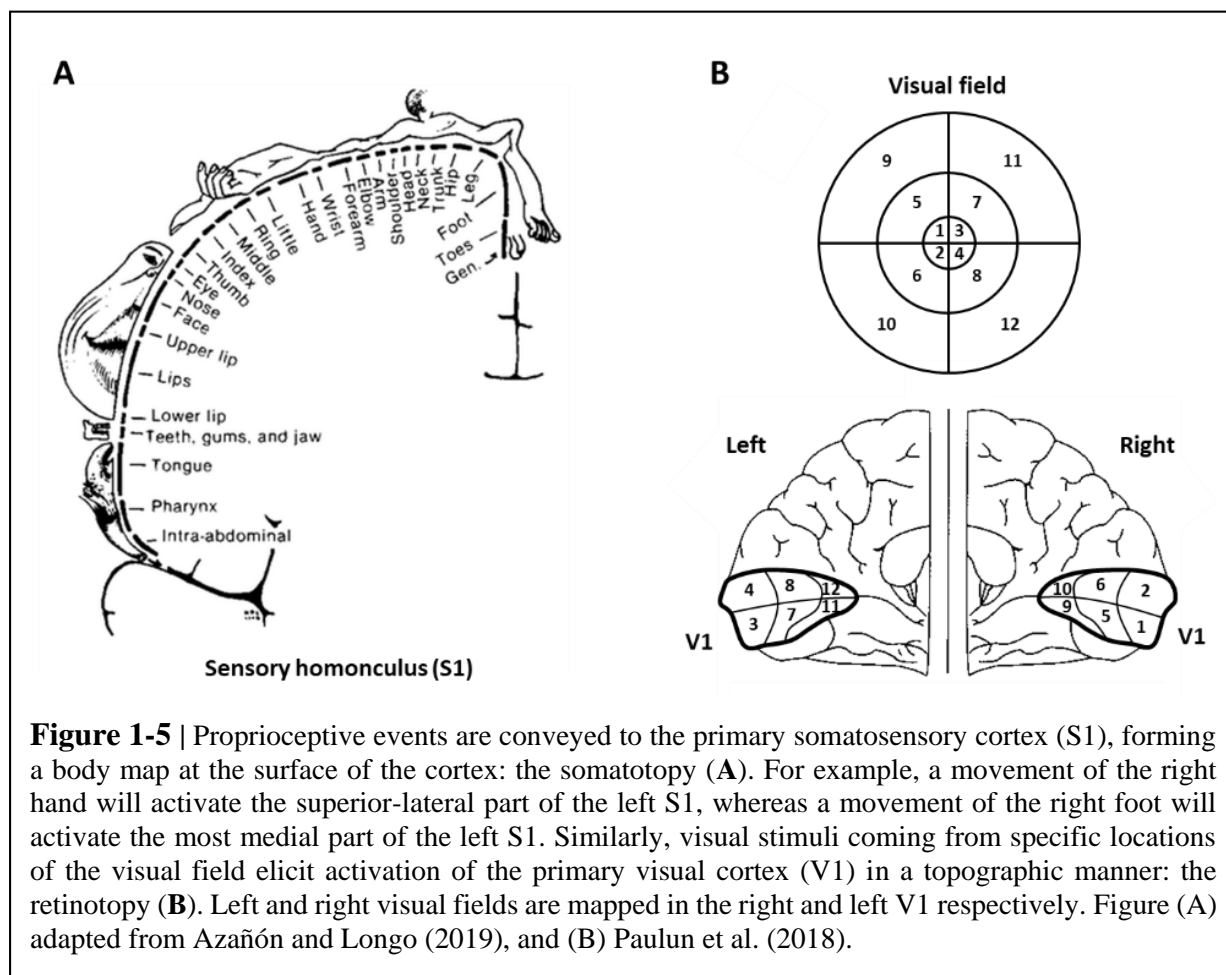 A
Gen.
Toes
Foot
Leg
Hip
Trunk
Neck
Head
Shoulder
Arm
Elbow
Forearm
Wrist
Hand
Little
Ring
Middle
Index
Thumb
Eye
Nose
Face
Upper lip
Lips
Lower lip
Teeth, gums, and jaw
Tongue
Pharynx
Intra-abdominal
Sensory homonculus (S1)
B
Visual field
9 11
5 7
1 3
2 4
6 8
10 12
Left Right
4 8 12 10 6 2
3 7 11 9 5 1
V1 V1
Figure 1-5 | Proprioceptive events are conveyed to the primary somatosensory cortex (S1), forming
a body map at the surface of the cortex: the somatotopy (A). For example, a movement of the right
hand will activate the superior-lateral part of the left S1, whereas a movement of the right foot will
activate the most medial part of the left S1. Similarly, visual stimuli coming from specific locations
of the visual field elicit activation of the primary visual cortex (V1) in a topographic manner: the
retinotopy (B). Left and right visual fields are mapped in the right and left V1 respectively. Figure (A)
adapted from Azañón and Longo (2019), and (B) Paulun et al. (2018).